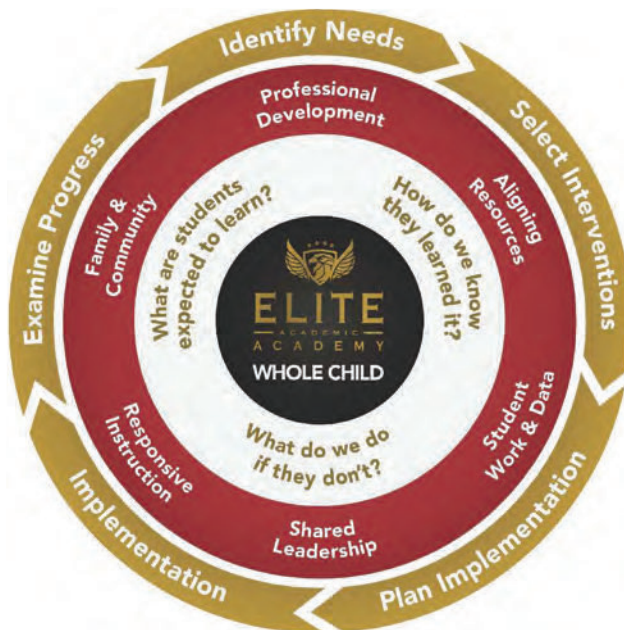 Identify Needs
Select Interventions
Plan Implementation
Implementation
Examine Progress
Professional
Development
Aligning
Resources
Student
Work & Data
Shared
Leadership
Responsive
Instruction
Family &
Community
What are students
expected to learn?
How do we know
they learned it?
What do we do
if they don't?
ELITE
ACADEMIC
ACADEMY
WHOLE CHILD